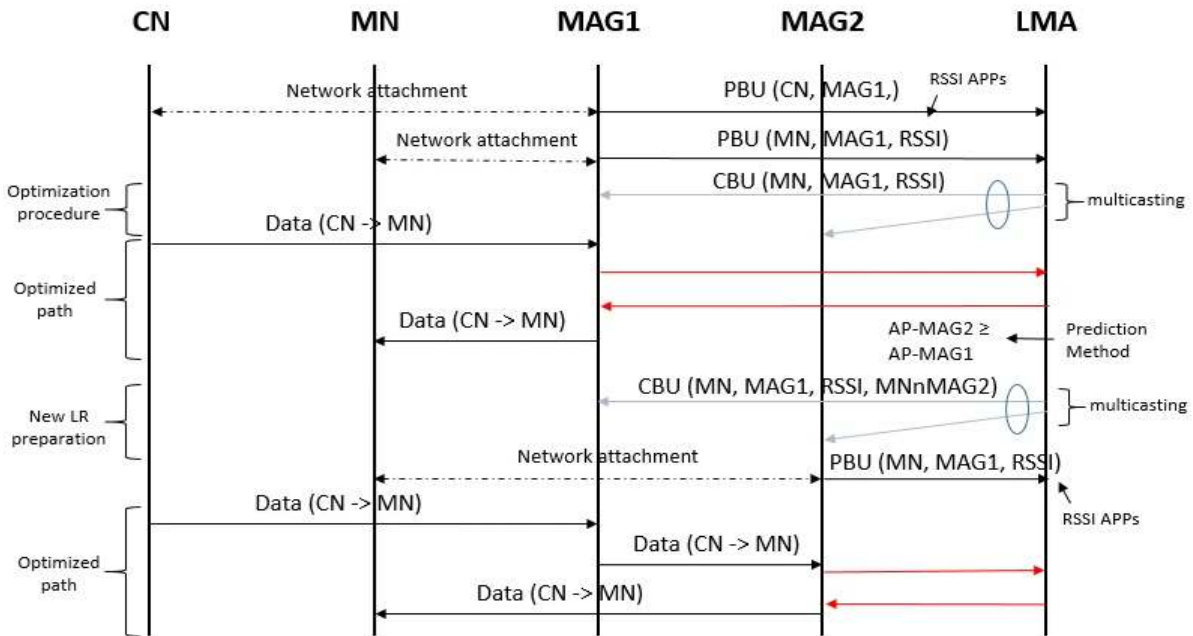 CN MN MAG1 MAG2 LMA
Network attachment
PBU (CN, MAG1,)
RSSI APPs
Network attachment
PBU (MN, MAG1, RSSI)
Optimization
procedure
CBU (MN, MAG1, RSSI)
multicasting
Data (CN -> MN)
Optimized
path
Data (CN -> MN)
AP-MAG2 ≥
AP-MAG1
Prediction
Method
New LR
preparation
CBU (MN, MAG1, RSSI, MNnMAG2)
multicasting
Network attachment
PBU (MN, MAG1, RSSI)
Data (CN -> MN)
RSSI APPs
Optimized
path
Data (CN -> MN)
Data (CN -> MN)